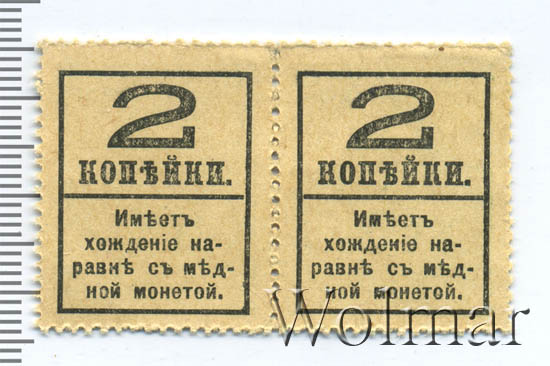 2
КОПѢЙКИ.
Имѣетъ
хожденіе на-
равнѣ съ мѣд-
ной монетой.
2
КОПѢЙКИ.
Имѣетъ
хожденіе на-
равнѣ съ мѣд-
ной монетой.
Wolmar